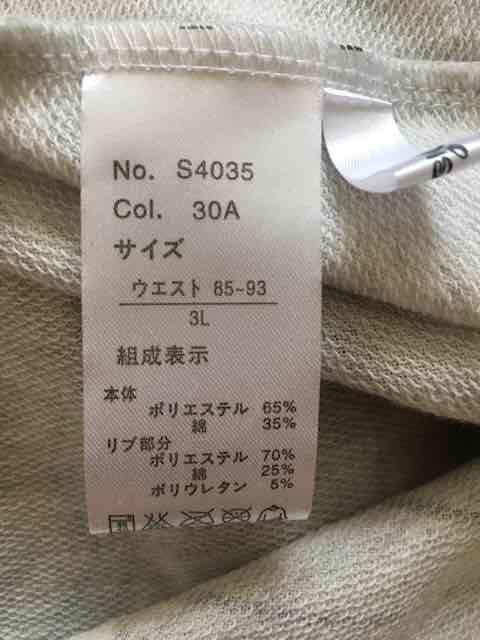 No. S4035
Col. 30A
サイズ
ウエスト 85-93
3L
組成表示
本体
ポリエステル 65%
綿 35%
リブ部分
ポリエステル 70%
綿 25%
ポリウレタン 5%